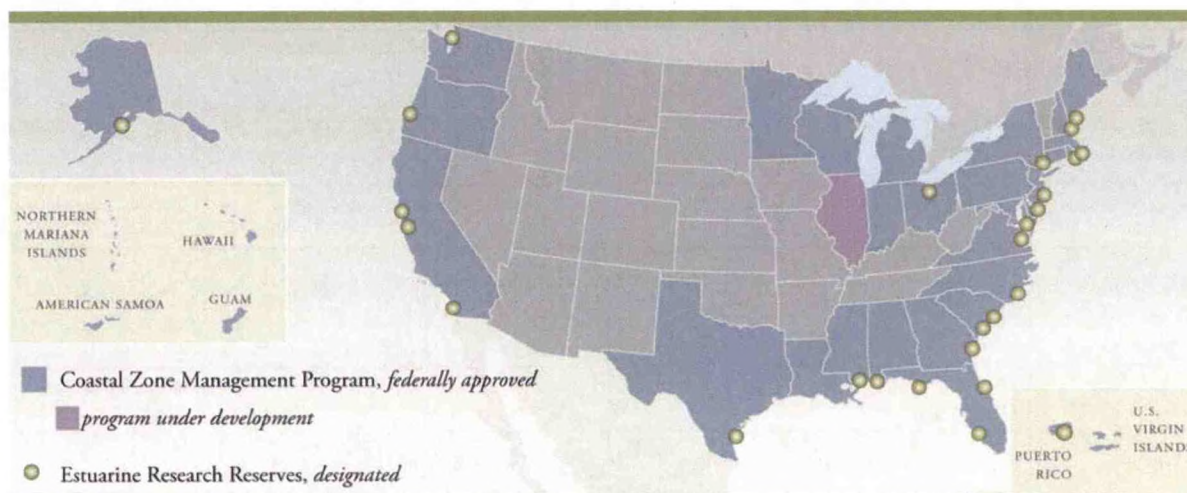 NORTHERN
MARIANA
ISLANDS
HAWAII
AMERICAN SAMOA
GUAM
Coastal Zone Management Program, federally approved
program under development
Estuarine Research Reserves, designated
PUERTO
RICO
U.S.
VIRGIN
ISLANDS